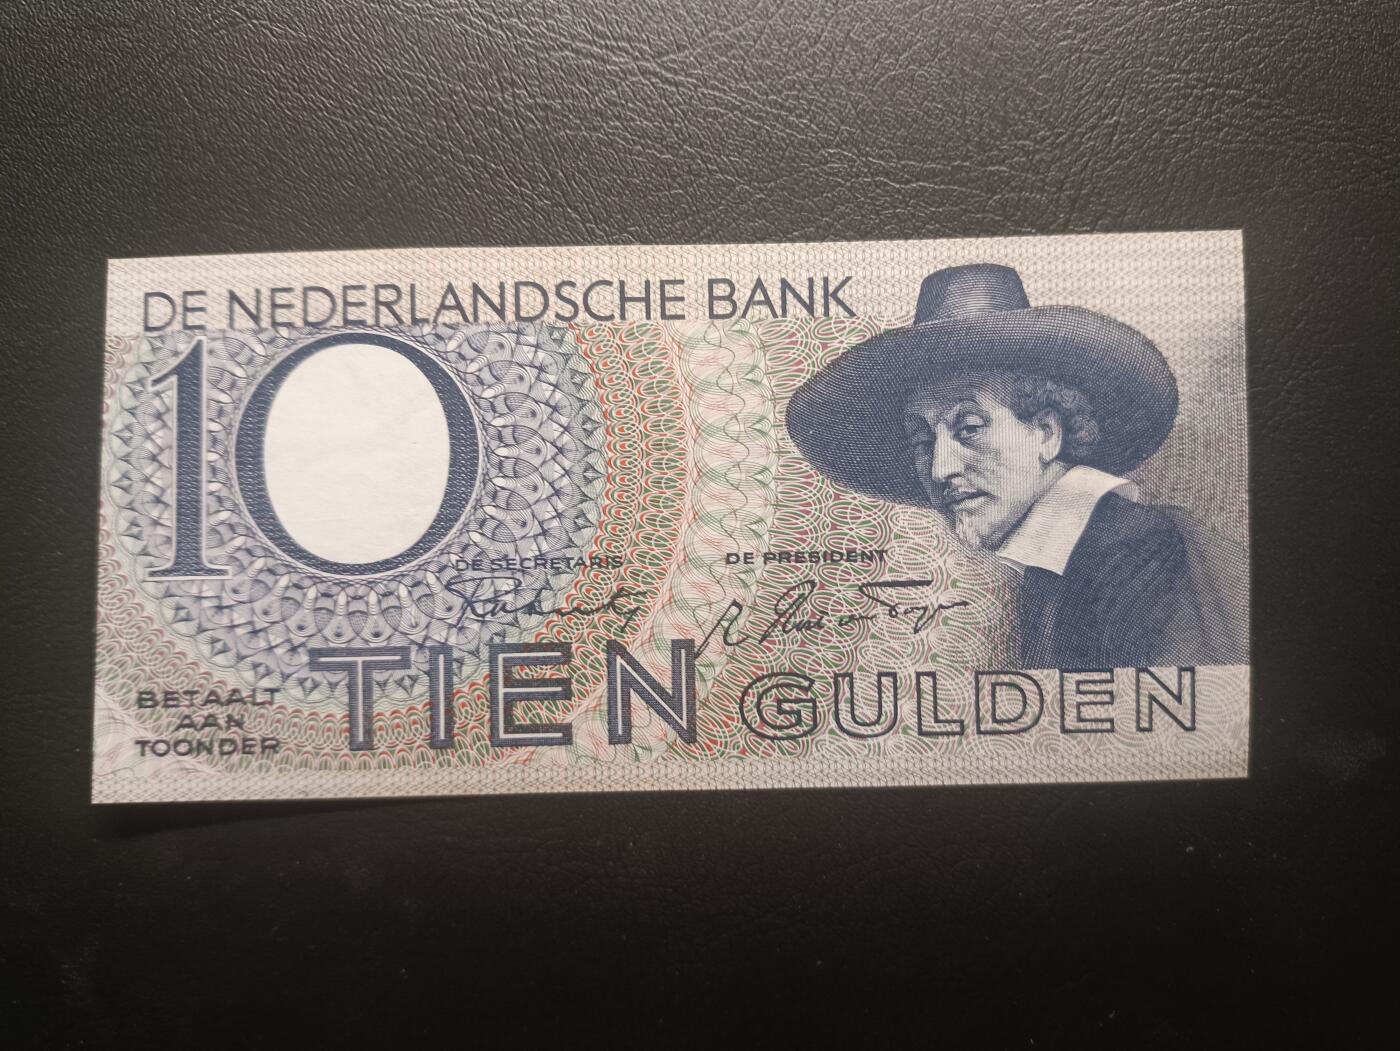 DE NEDERLANDSCHE BANK
10
DE SECRETARIS
DE PRESIDENT
TIEN GULDEN
BETAALT
AAN
TOONDER